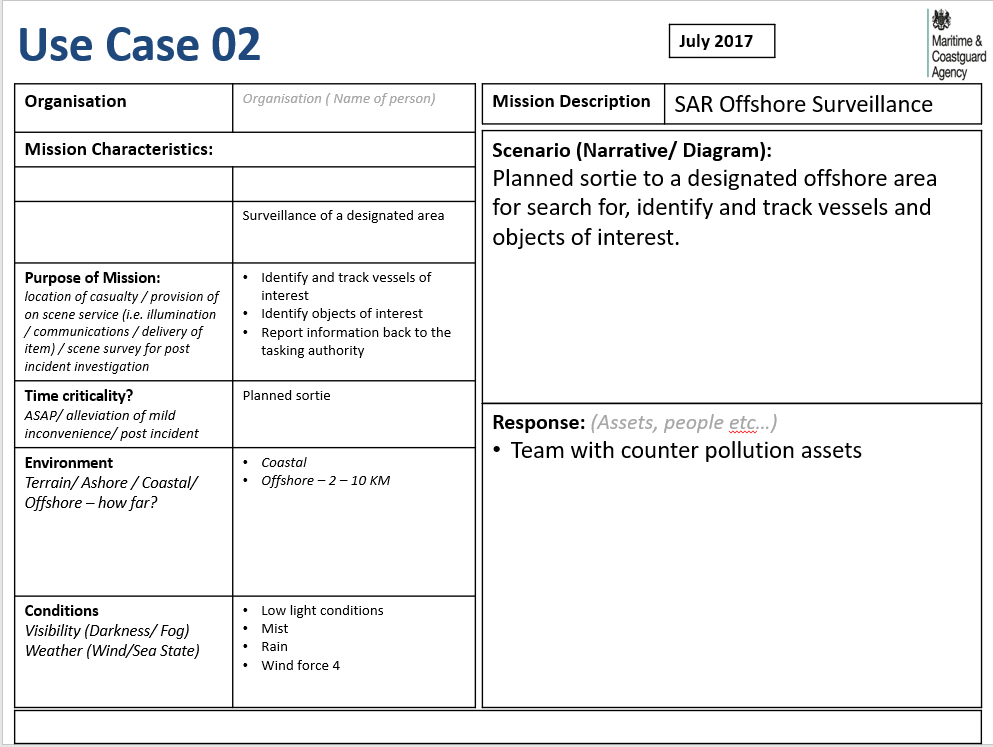 Use Case 02
July 2017
Maritime &
Coastguard
Agency
Organisation
Organisation ( Name of person)
Mission Characteristics:
Surveillance of a designated area
Purpose of Mission:
location of casualty / provision of
on scene service (i.e. illumination
/ communications / delivery of
item) / scene survey for post
incident investigation
• Identify and track vessels of
interest
• Identify objects of interest
• Report information back to the
tasking authority
Time criticality?
ASAP/ alleviation of mild
inconvenience/ post incident
Planned sortie
Environment
Terrain/ Ashore / Coastal/
Offshore – how far?
• Coastal
• Offshore – 2 – 10 KM
Conditions
Visibility (Darkness/ Fog)
Weather (Wind/Sea State)
• Low light conditions
• Mist
• Rain
• Wind force 4
Mission Description
SAR Offshore Surveillance
Scenario (Narrative/ Diagram):
Planned sortie to a designated offshore area
for search for, identify and track vessels and
objects of interest.
Response: (Assets, people etc...)
• Team with counter pollution assets